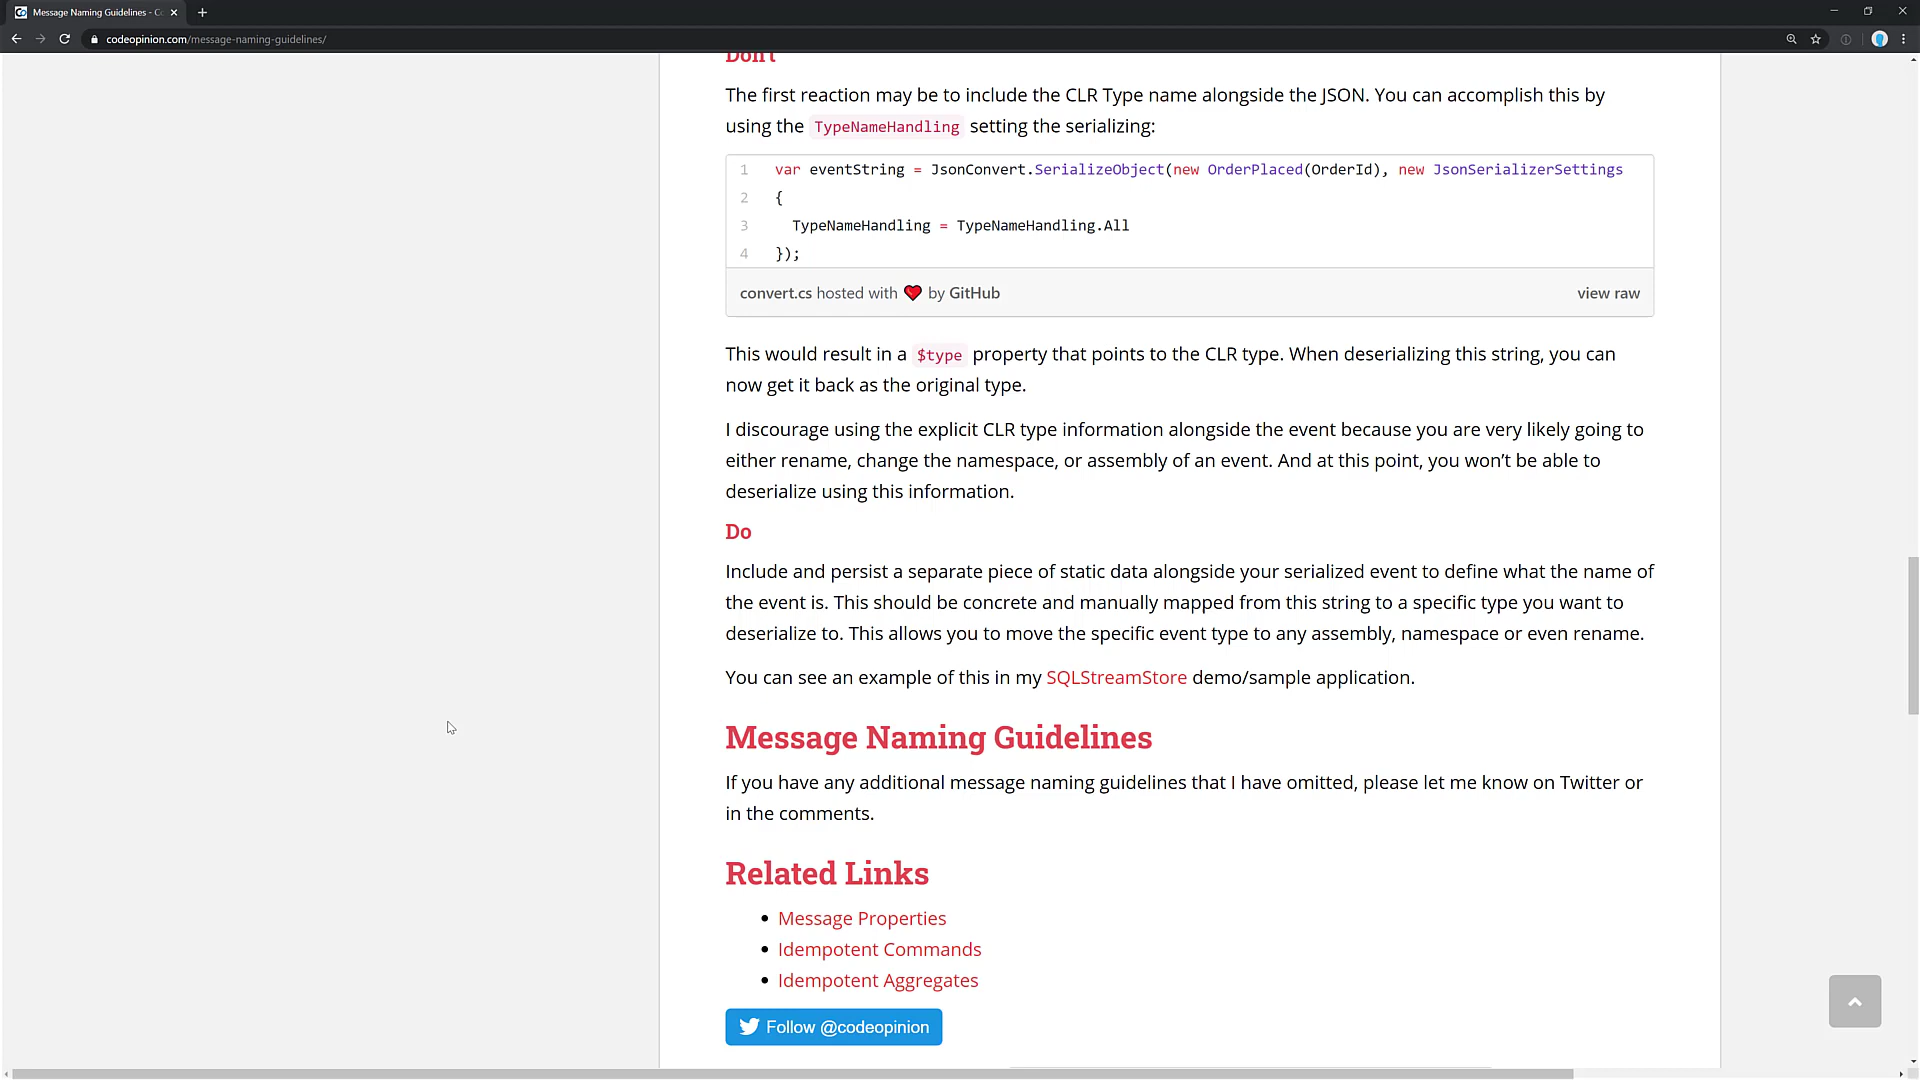 Message Naming Guidelines - Co
codeopinion.com/message-naming-guidelines/
Don't
The first reaction may be to include the CLR Type name alongside the JSON. You can accomplish this by
using the TypeNameHandling setting the serializing:
1 var eventString = JsonConvert.SerializeObject(new OrderPlaced(OrderId), new JsonSerializerSettings
2 {
3 TypeNameHandling = TypeNameHandling.All
4 });
convert.cs hosted with ❤ by GitHub view raw
This would result in a $type property that points to the CLR type. When deserializing this string, you can
now get it back as the original type.
I discourage using the explicit CLR type information alongside the event because you are very likely going to
either rename, change the namespace, or assembly of an event. And at this point, you won’t be able to
deserialize using this information.
Do
Include and persist a separate piece of static data alongside your serialized event to define what the name of
the event is. This should be concrete and manually mapped from this string to a specific type you want to
deserialize to. This allows you to move the specific event type to any assembly, namespace or even rename.
You can see an example of this in my SQLStreamStore demo/sample application.
Message Naming Guidelines
If you have any additional message naming guidelines that I have omitted, please let me know on Twitter or
in the comments.
Related Links
• Message Properties
• Idempotent Commands
• Idempotent Aggregates
Follow @codeopinion